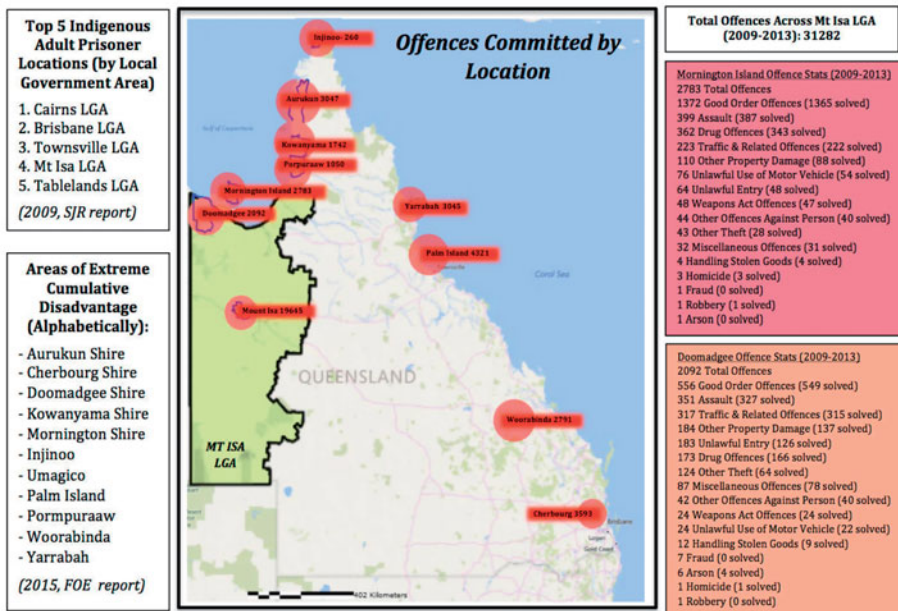 Top 5 Indigenous
Adult Prisoner
Locations (by Local
Government Area)
1. Cairns LGA
2. Brisbane LGA
3. Townsville LGA
4. Mt Isa LGA
5. Tablelands LGA
(2009, SJR report)
Areas of Extreme
Cumulative
Disadvantage
(Alphabetically):
- Aurukun Shire
- Cherbourg Shire
- Doomadgee Shire
- Kowanyama Shire
- Mornington Shire
- Injinoo
- Umagico
- Palm Island
- Pormpuraaw
- Woorabinda
- Yarrabah
(2015, FOE report)
Offences Committed by
Location
Injinoo- 260
Aurukun 3047
Gulf of Carpentaria
Kowanyama 1742
Porpuraaw 1050
Mornington Island 2783
Doomadgee 2092
Yarrabah 3045
Palm Island 4321
Townsville
Coral Sea
Mount Isa 19645
QUEENSLAND
Woorabinda 2791
MT ISA
LGA
Cherbourg 3593
Brisbane
Logan
Gold Coast
402 Kilometers
Total Offences Across Mt Isa LGA
(2009-2013): 31282
Mornington Island Offence Stats (2009-2013)
2783 Total Offences
1372 Good Order Offences (1365 solved)
399 Assault (387 solved)
362 Drug Offences (343 solved)
223 Traffic & Related Offences (222 solved)
110 Other Property Damage (88 solved)
76 Unlawful Use of Motor Vehicle (54 solved)
64 Unlawful Entry (48 solved)
48 Weapons Act Offences (47 solved)
44 Other Offences Against Person (40 solved)
43 Other Theft (28 solved)
32 Miscellaneous Offences (31 solved)
4 Handling Stolen Goods (4 solved)
3 Homicide (3 solved)
1 Fraud (0 solved)
1 Robbery (1 solved)
1 Arson (0 solved)
Doomadgee Offence Stats (2009-2013)
2092 Total Offences
556 Good Order Offences (549 solved)
351 Assault (327 solved)
317 Traffic & Related Offences (315 solved)
184 Other Property Damage (137 solved)
183 Unlawful Entry (126 solved)
173 Drug Offences (166 solved)
124 Other Theft (64 solved)
87 Miscellaneous Offences (78 solved)
42 Other Offences Against Person (40 solved)
24 Weapons Act Offences (24 solved)
24 Unlawful Use of Motor Vehicle (22 solved)
12 Handling Stolen Goods (9 solved)
7 Fraud (0 solved)
6 Arson (4 solved)
1 Homicide (1 solved)
1 Robbery (0 solved)